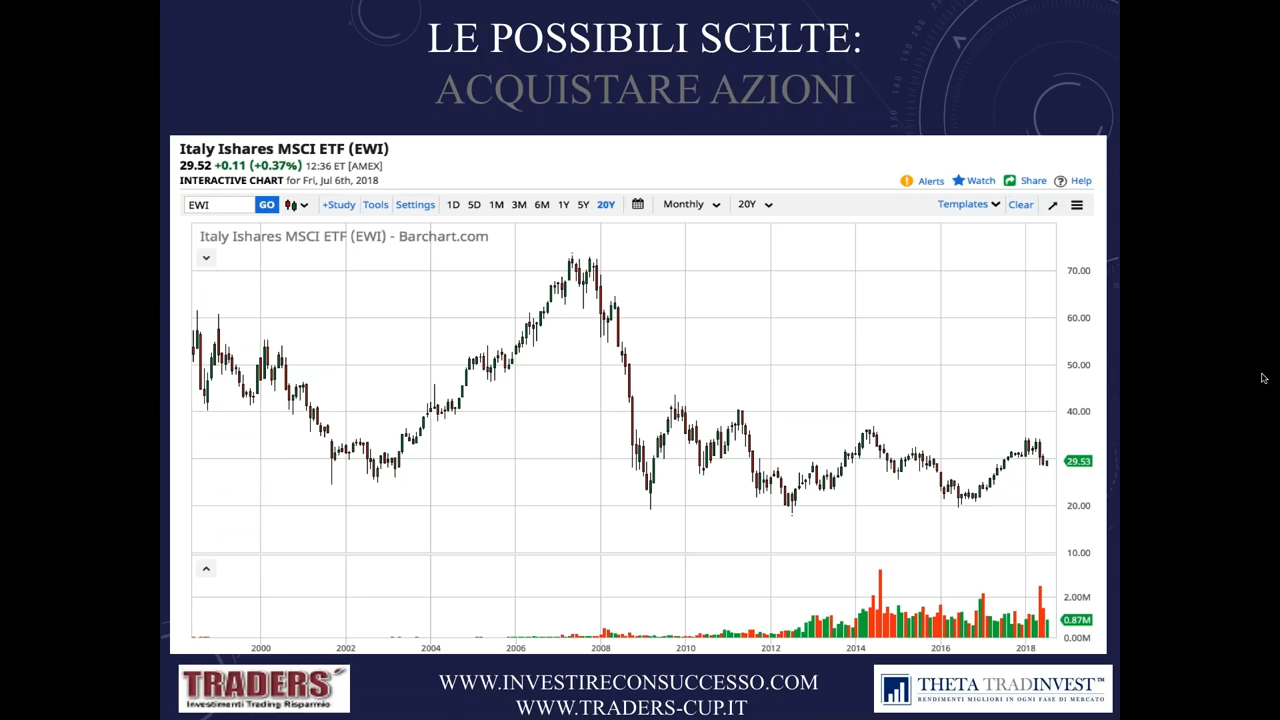 LE POSSIBILI SCELTE:
ACQUISTARE AZIONI
Italy Ishares MSCI ETF (EWI)
29.52 +0.11 (+0.37%) 12:36 ET [AMEX]
INTERACTIVE CHART for Fri, Jul 6th, 2018
Alerts Watch Share Help
EWI GO +Study Tools Settings 1D 5D 1M 3M 6M 1Y 5Y 20Y Monthly 20Y Templates Clear
Italy Ishares MSCI ETF (EWI) - Barchart.com
70.00
60.00
50.00
40.00
29.53
20.00
10.00
2.00M
0.87M
0.00M
2000 2002 2004 2006 2008 2010 2012 2014 2016 2018
TRADERS'
Investimenti Trading Risparmio
WWW.INVESTIRECONSUCCESSO.COM
WWW.TRADERS-CUP.IT
THETA TRADINVEST™
RENDIMENTI MIGLIORI IN OGNI FASE DI MERCATO